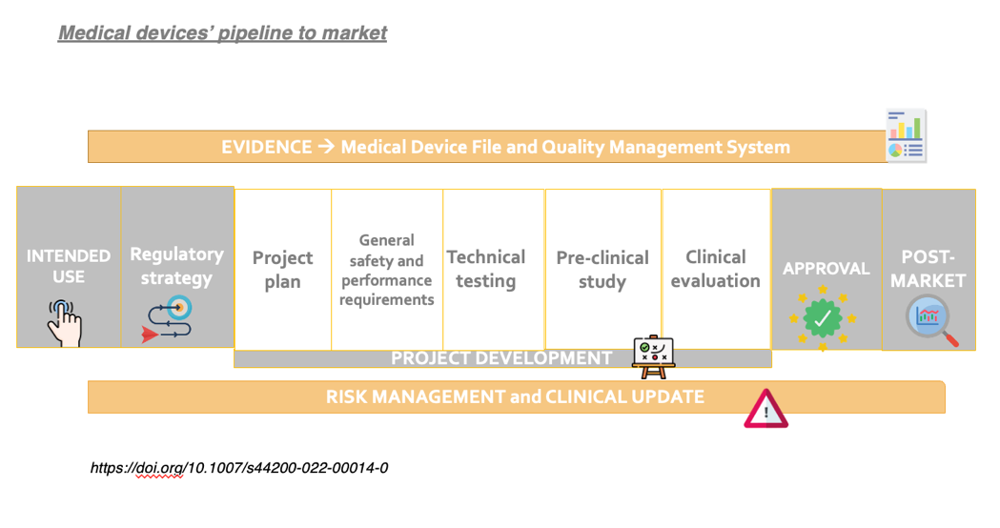 Medical devices’ pipeline to market
EVIDENCE → Medical Device File and Quality Management System
INTENDED
USE
Regulatory
strategy
Project
plan
General
safety and
performance
requirements
Technical
testing
Pre-clinical
study
Clinical
evaluation
APPROVAL
POST-
MARKET
PROJECT DEVELOPMENT
RISK MANAGEMENT and CLINICAL UPDATE
!
https://doi.org/10.1007/s44200-022-00014-0